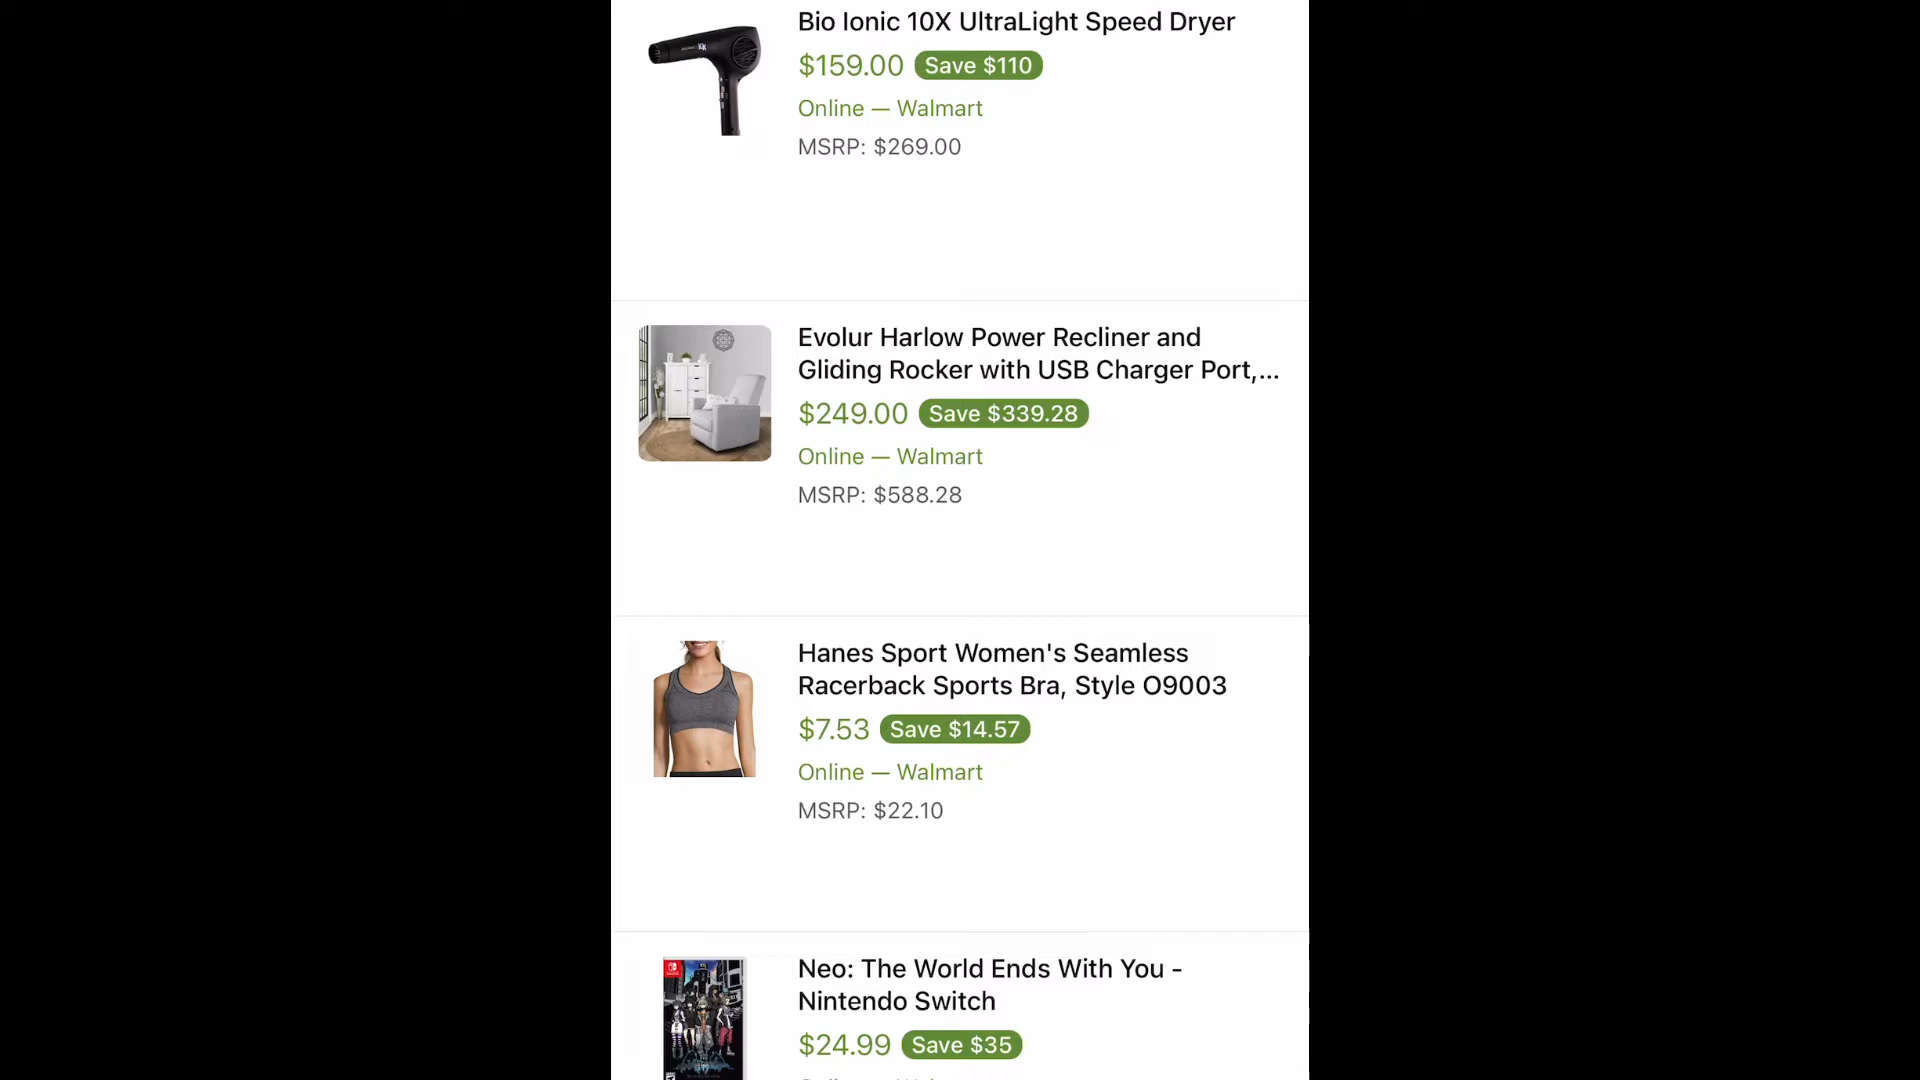 Bio Ionic 10X UltraLight Speed Dryer
$159.00 Save $110
Online — Walmart
MSRP: $269.00
Evolur Harlow Power Recliner and
Gliding Rocker with USB Charger Port,...
$249.00 Save $339.28
Online — Walmart
MSRP: $588.28
Hanes Sport Women's Seamless
Racerback Sports Bra, Style O9003
$7.53 Save $14.57
Online — Walmart
MSRP: $22.10
Neo: The World Ends With You -
Nintendo Switch
$24.99 Save $35